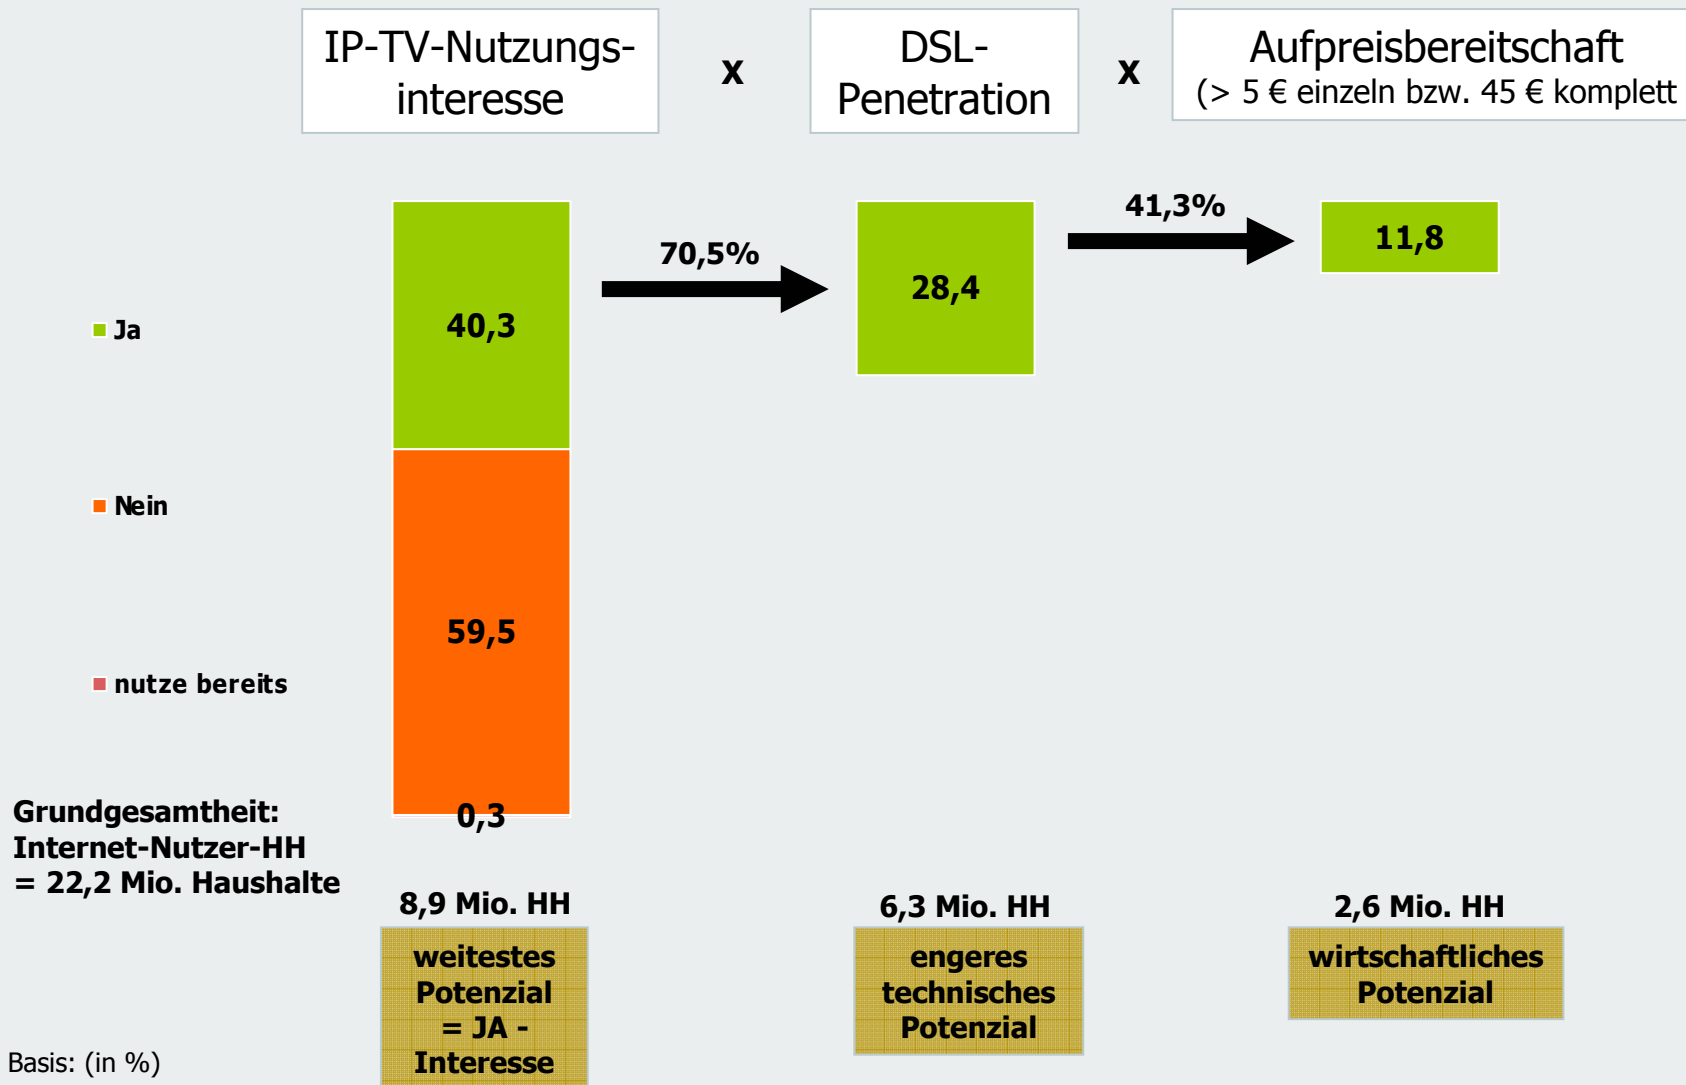 IP-TV-Nutzungs-
interesse
x
DSL-
Penetration
x
Aufpreisbereitschaft
(> 5 € einzeln bzw. 45 € komplett
41,3%
70,5%
11,8
28,4
40,3
Ja
Nein
59,5
nutze bereits
0,3
Grundgesamtheit:
Internet-Nutzer-HH
= 22,2 Mio. Haushalte
8,9 Mio. HH
6,3 Mio. HH
2,6 Mio. HH
weitestes
Potenzial
= JA -
Interesse
engeres
technisches
Potenzial
wirtschaftliches
Potenzial
Basis: (in %)